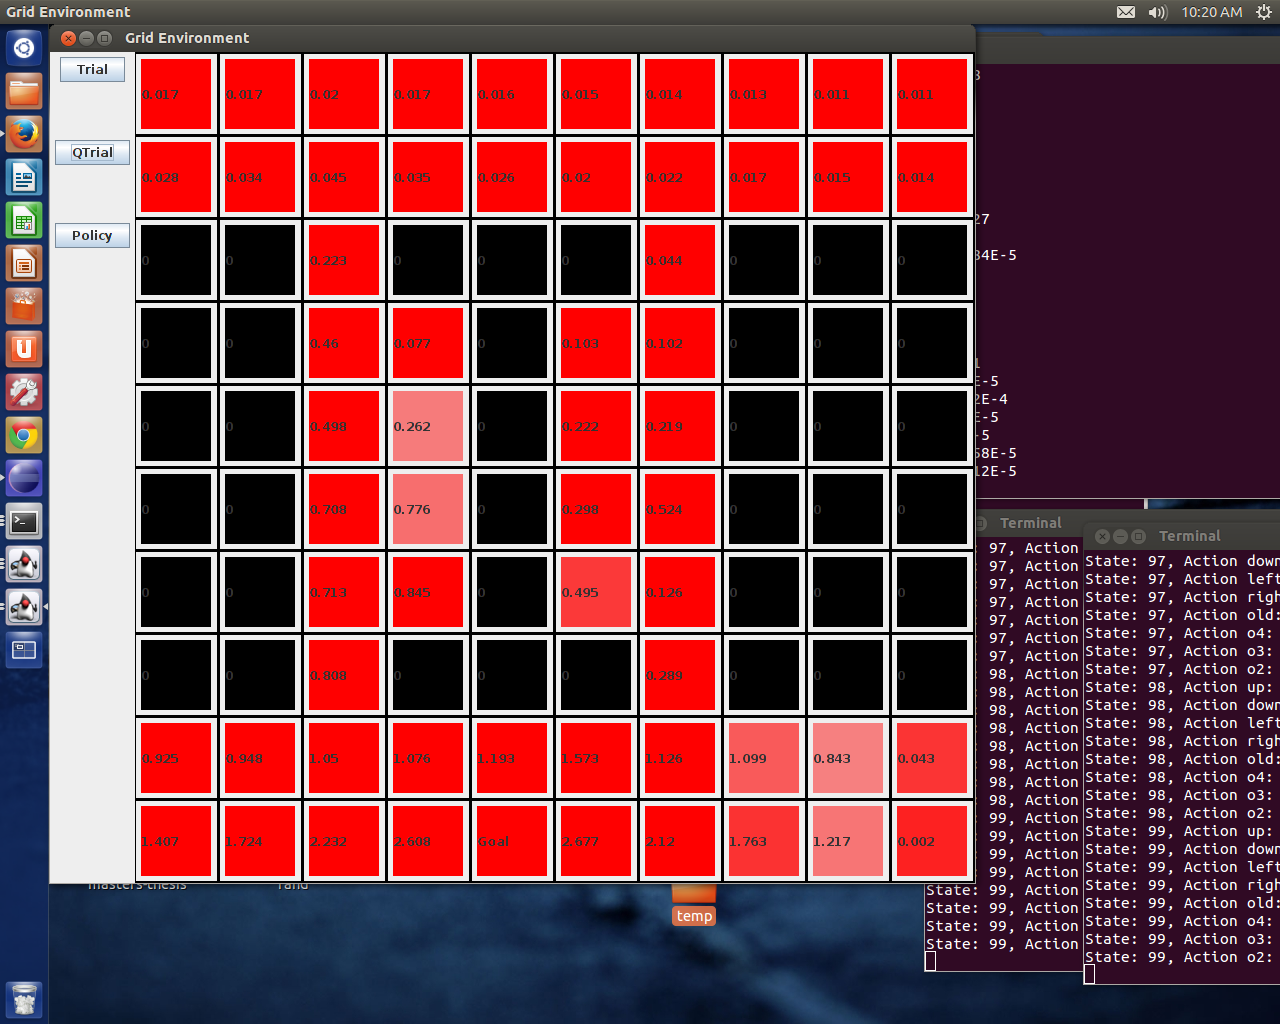 Grid Environment
10:20 AM
Grid Environment
Trial
QTrial
Policy
0.017 0.017 0.02 0.017 0.016 0.015 0.014 0.013 0.011 0.011
0.028 0.034 0.045 0.035 0.026 0.02 0.022 0.017 0.015 0.014
0 0 0.223 0 0 0 0.044 0 0 0
0 0 0.46 0.077 0 0.103 0.102 0 0 0
0 0 0.498 0.262 0 0.222 0.219 0 0 0
0 0 0.708 0.776 0 0.298 0.524 0 0 0
0 0 0.713 0.845 0 0.495 0.126 0 0 0
0 0 0.808 0 0 0 0.289 0 0 0
0.925 0.948 1.05 1.076 1.193 1.573 1.126 1.099 0.843 0.043
1.407 1.724 2.232 2.608 Goal 2.677 2.12 1.763 1.217 0.002
27
34E-5
E-5
2E-4
E-5
-5
58E-5
12E-5
Terminal
97, Action
97, Action
97, Action
97, Action
97, Action
97, Action
97, Action
98, Action
98, Action
98, Action
98, Action
98, Action
98, Action
98, Action
98, Action
99, Action
99, Action
99, Action
99, Action
State: 99, Action
State: 99, Action
State: 99, Action
State: 99, Action
Terminal
State: 97, Action down
State: 97, Action left
State: 97, Action righ
State: 97, Action old:
State: 97, Action o4:
State: 97, Action o3:
State: 97, Action o2:
State: 98, Action up:
State: 98, Action down
State: 98, Action left
State: 98, Action righ
State: 98, Action old:
State: 98, Action o4:
State: 98, Action o3:
State: 98, Action o2:
State: 99, Action up:
State: 99, Action down
State: 99, Action left
State: 99, Action righ
State: 99, Action old:
State: 99, Action o4:
State: 99, Action o3:
State: 99, Action o2:
masters-thesis
rand
temp